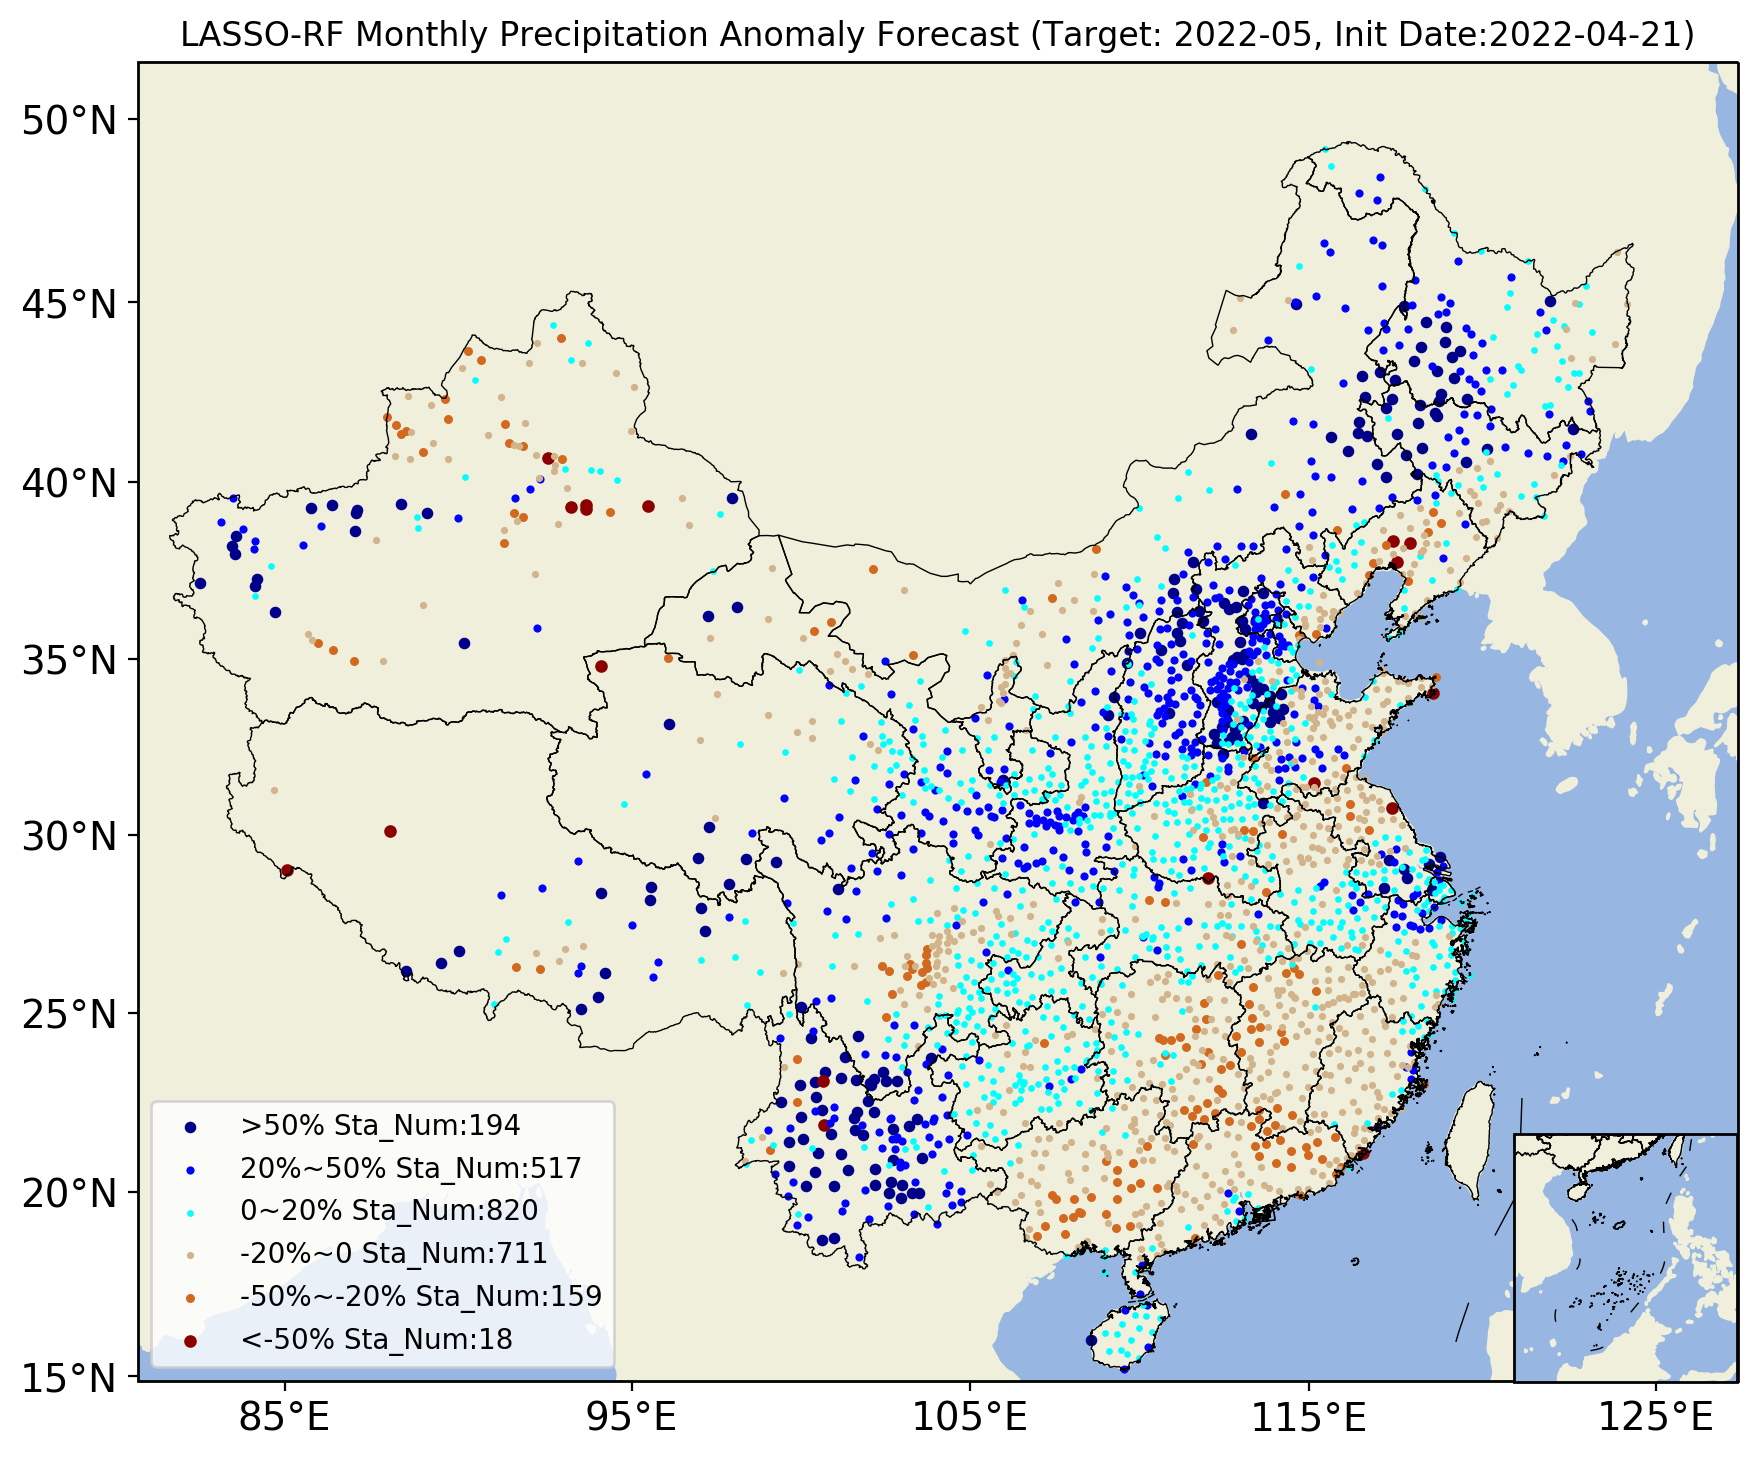 LASSO-RF Monthly Precipitation Anomaly Forecast (Target: 2022-05, Init Date:2022-04-21)
50°N
45°N
40°N
35°N
30°N
25°N
20°N
15°N
>50% Sta_Num:194
20%~50% Sta_Num:517
0~20% Sta_Num:820
-20%~0 Sta_Num:711
-50%~-20% Sta_Num:159
<-50% Sta_Num:18
85°E
95°E
105°E
115°E
125°E